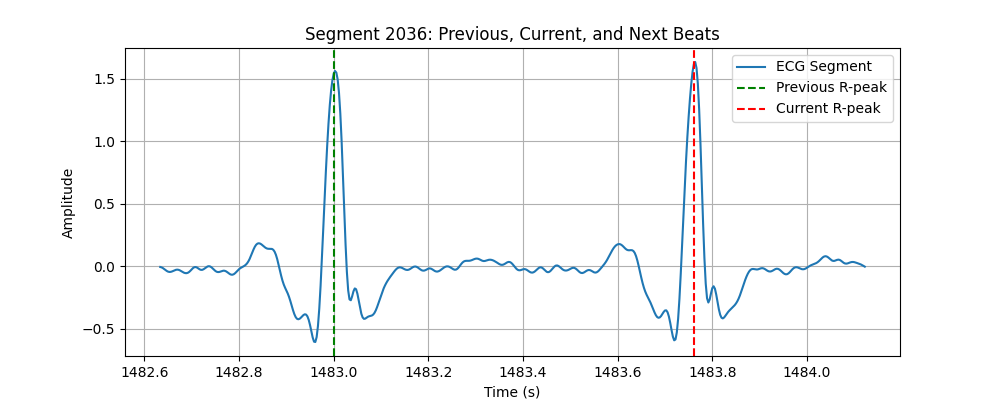 Segment 2036: Previous, Current, and Next Beats
ECG Segment
Previous R-peak
Current R-peak
Amplitude
1.5
1.0
0.5
0.0
−0.5
1482.6 1482.8 1483.0 1483.2 1483.4 1483.6 1483.8 1484.0
Time (s)